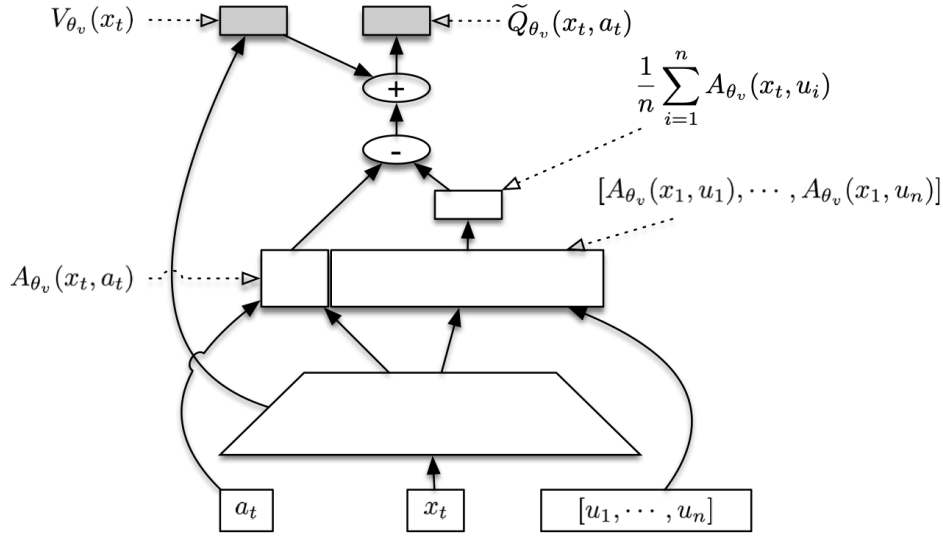 V_{θ_v}(x_t)
\widetilde{Q}_{θ_v}(x_t, a_t)
+
\frac{1}{n} \sum_{i=1}^{n} A_{θ_v}(x_t, u_i)
-
[A_{θ_v}(x_1, u_1), ⋯ , A_{θ_v}(x_1, u_n)]
A_{θ_v}(x_t, a_t)
a_t
x_t
[u_1, ⋯ , u_n]